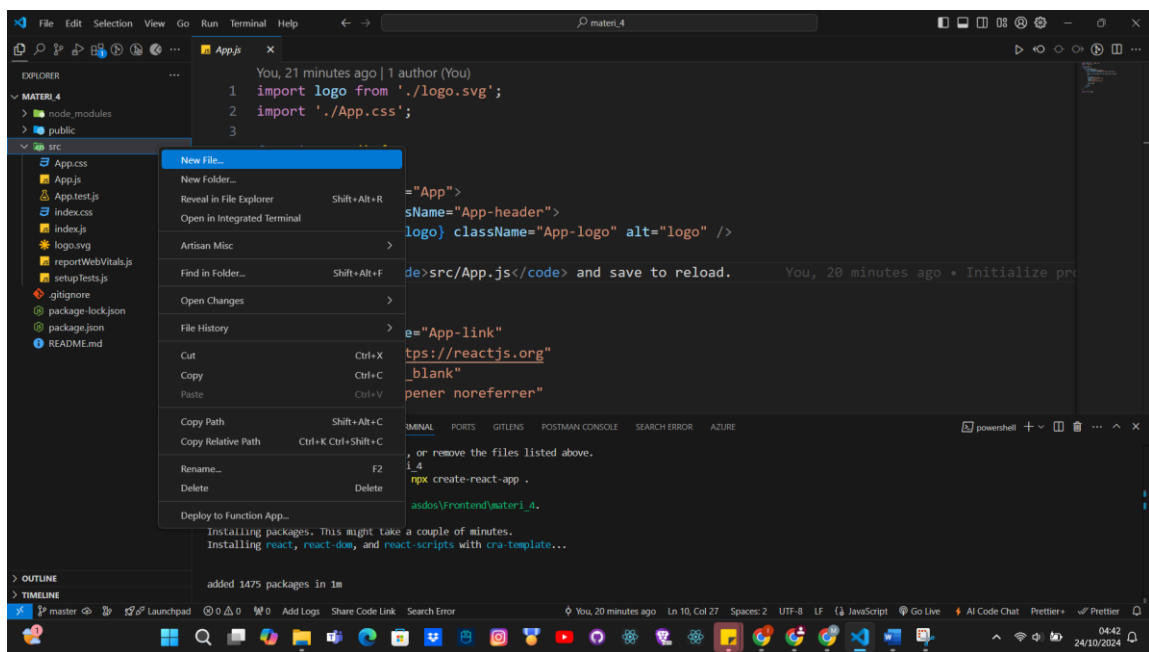 File Edit Selection View Go Run Terminal Help
materi_4
EXPLORER
MATERI_4
node_modules
public
src
App.css
App.js
App.test.js
index.css
index.js
logo.svg
reportWebVitals.js
setupTests.js
.gitignore
package-lock.json
package.json
README.md
OUTLINE
TIMELINE
App.js
You, 21 minutes ago | 1 author (You)
1 import logo from './logo.svg';
2 import './App.css';
3
="App">
sName="App-header">
logo} className="App-logo" alt="logo" />
de>src/App.js</code> and save to reload. You, 20 minutes ago • Initialize pro
e="App-link"
tps://reactjs.org"
_blank"
pener noreferrer"
New File...
New Folder...
Reveal in File Explorer Shift+Alt+R
Open in Integrated Terminal
Artisan Misc
Find in Folder... Shift+Alt+F
Open Changes
File History
Cut Ctrl+X
Copy Ctrl+C
Paste Ctrl+V
Copy Path Shift+Alt+C
Copy Relative Path Ctrl+K Ctrl+Shift+C
Rename... F2
Delete Delete
Deploy to Function App...
RMINAL PORTS GITLENS POSTMAN CONSOLE SEARCH ERROR AZURE
powershell
, or remove the files listed above.
i_4
npx create-react-app .
asdos\Frontend\materi_4.
Installing packages. This might take a couple of minutes.
Installing react, react-dom, and react-scripts with cra-template...
added 1475 packages in 1m
master Launchpad 0 0 0 Add Logs Share Code Link Search Error You, 20 minutes ago Ln 10, Col 27 Spaces: 2 UTF-8 LF JavaScript Go Live AI Code Chat Prettier+ Prettier
04:42
24/10/2024